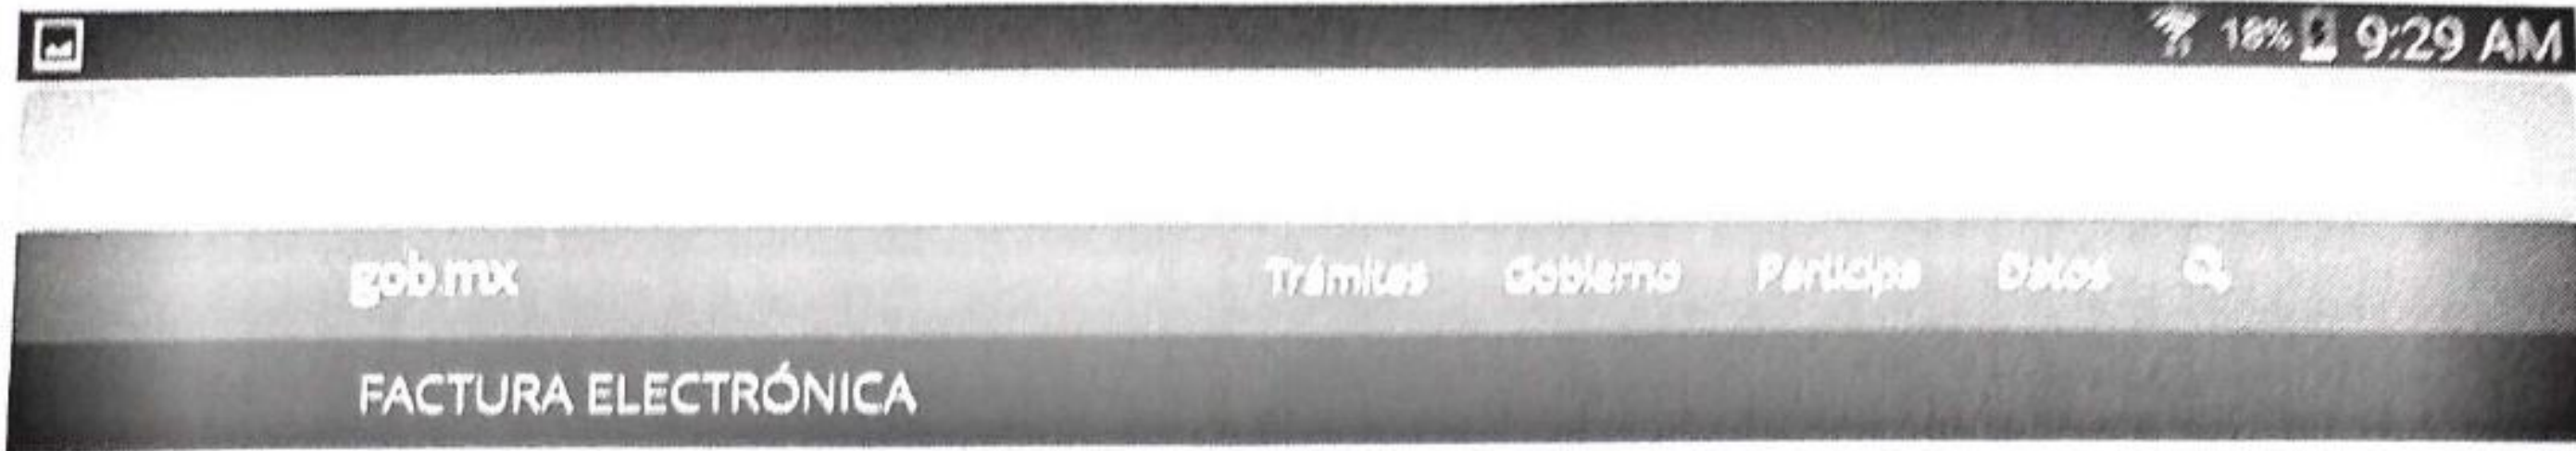 18% 9:29 AM
gob.mx Trámites Gobierno Participa Datos
FACTURA ELECTRÓNICA